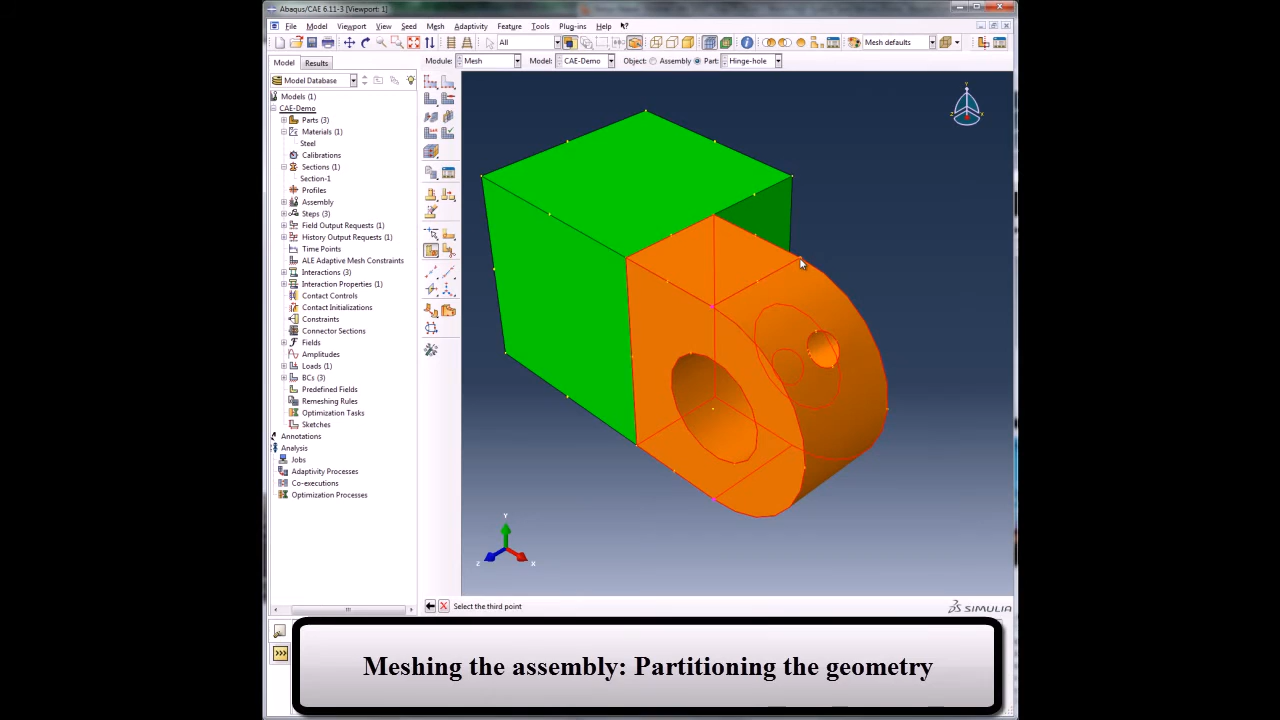 Abaqus/CAE 6.11-3 [Viewport: 1]
File Model Viewport View Seed Mesh Adaptivity Feature Tools Plug-ins Help
All Mesh defaults
Model Results Module: Mesh Model: CAE-Demo Object: Assembly Part: Hinge-hole
Model Database
Models (1)
CAE-Demo
Parts (3)
Materials (1)
Steel
Calibrations
Sections (1)
Section-1
Profiles
Assembly
Steps (3)
Field Output Requests (1)
History Output Requests (1)
Time Points
ALE Adaptive Mesh Constraints
Interactions (3)
Interaction Properties (1)
Contact Controls
Contact Initializations
Constraints
Connector Sections
Fields
Amplitudes
Loads (1)
BCs (3)
Predefined Fields
Remeshing Rules
Optimization Tasks
Sketches
Annotations
Analysis
Jobs
Adaptivity Processes
Co-executions
Optimization Processes
Y
Z X
Select the third point
SIMULIA
Meshing the assembly: Partitioning the geometry